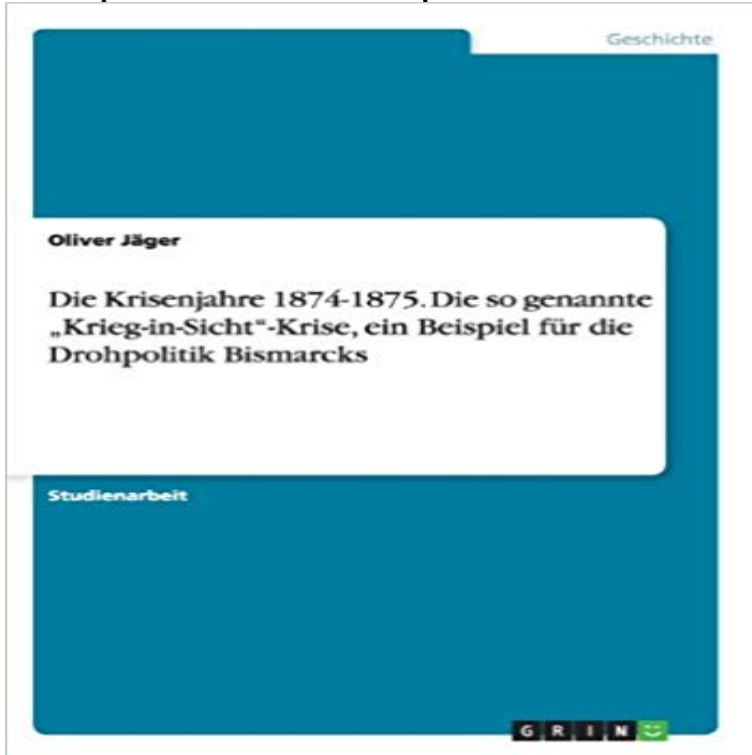 Geschichte
Oliver Jäger
Die Krisenjahre 1874-1875. Die so genannte
„Krieg-in-Sicht“-Krise, ein Beispiel für die
Drohpolitik Bismarcks
Studienarbeit
GRIN